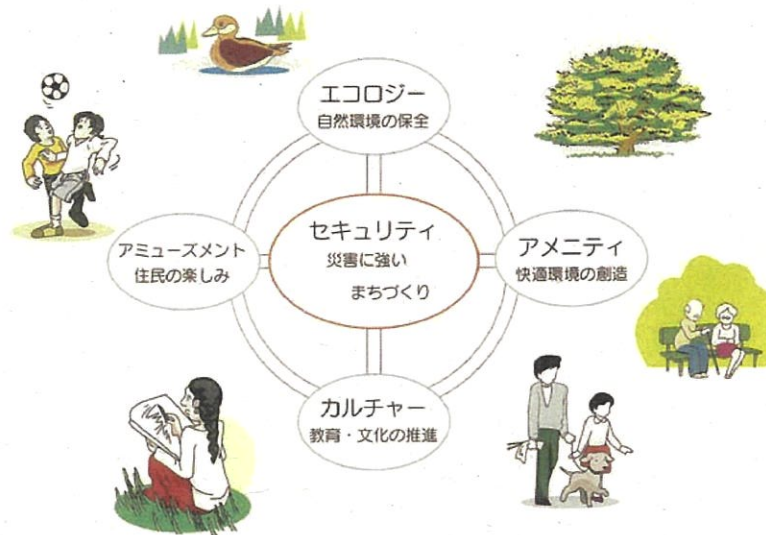 エコロジー
自然環境の保全
アミューズメント
住民の楽しみ
セキュリティ
災害に強い
まちづくり
アメニティ
快適環境の創造
カルチャー
教育・文化の推進